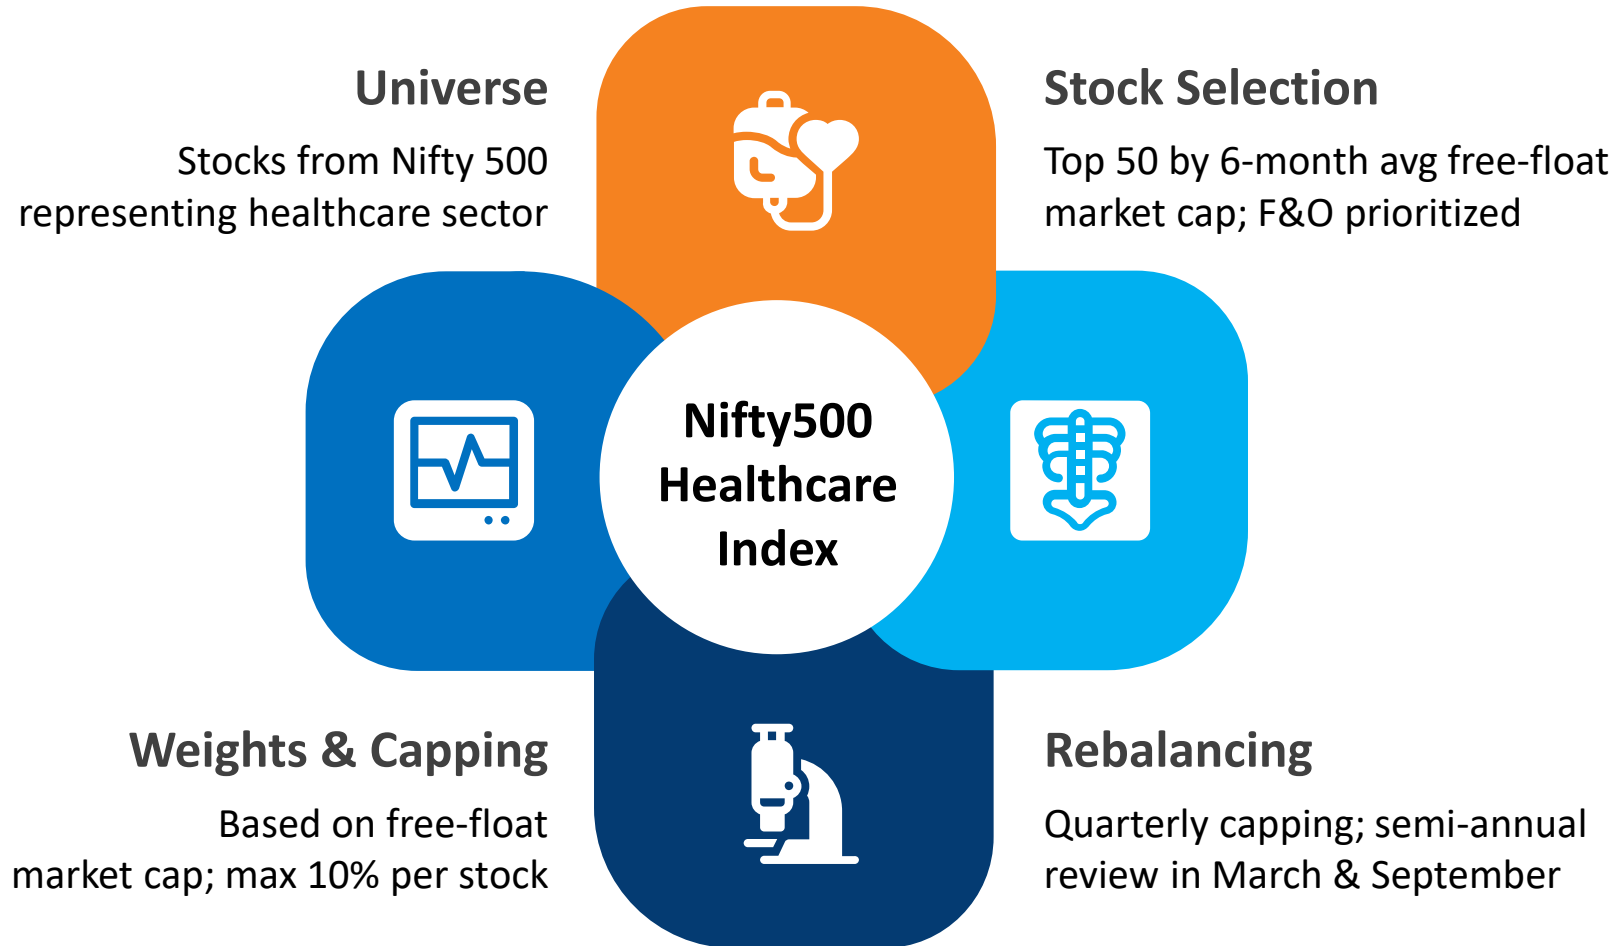 Universe
Stocks from Nifty 500
representing healthcare sector
Stock Selection
Top 50 by 6-month avg free-float
market cap; F&O prioritized
Nifty500
Healthcare
Index
Weights & Capping
Based on free-float
market cap; max 10% per stock
Rebalancing
Quarterly capping; semi-annual
review in March & September